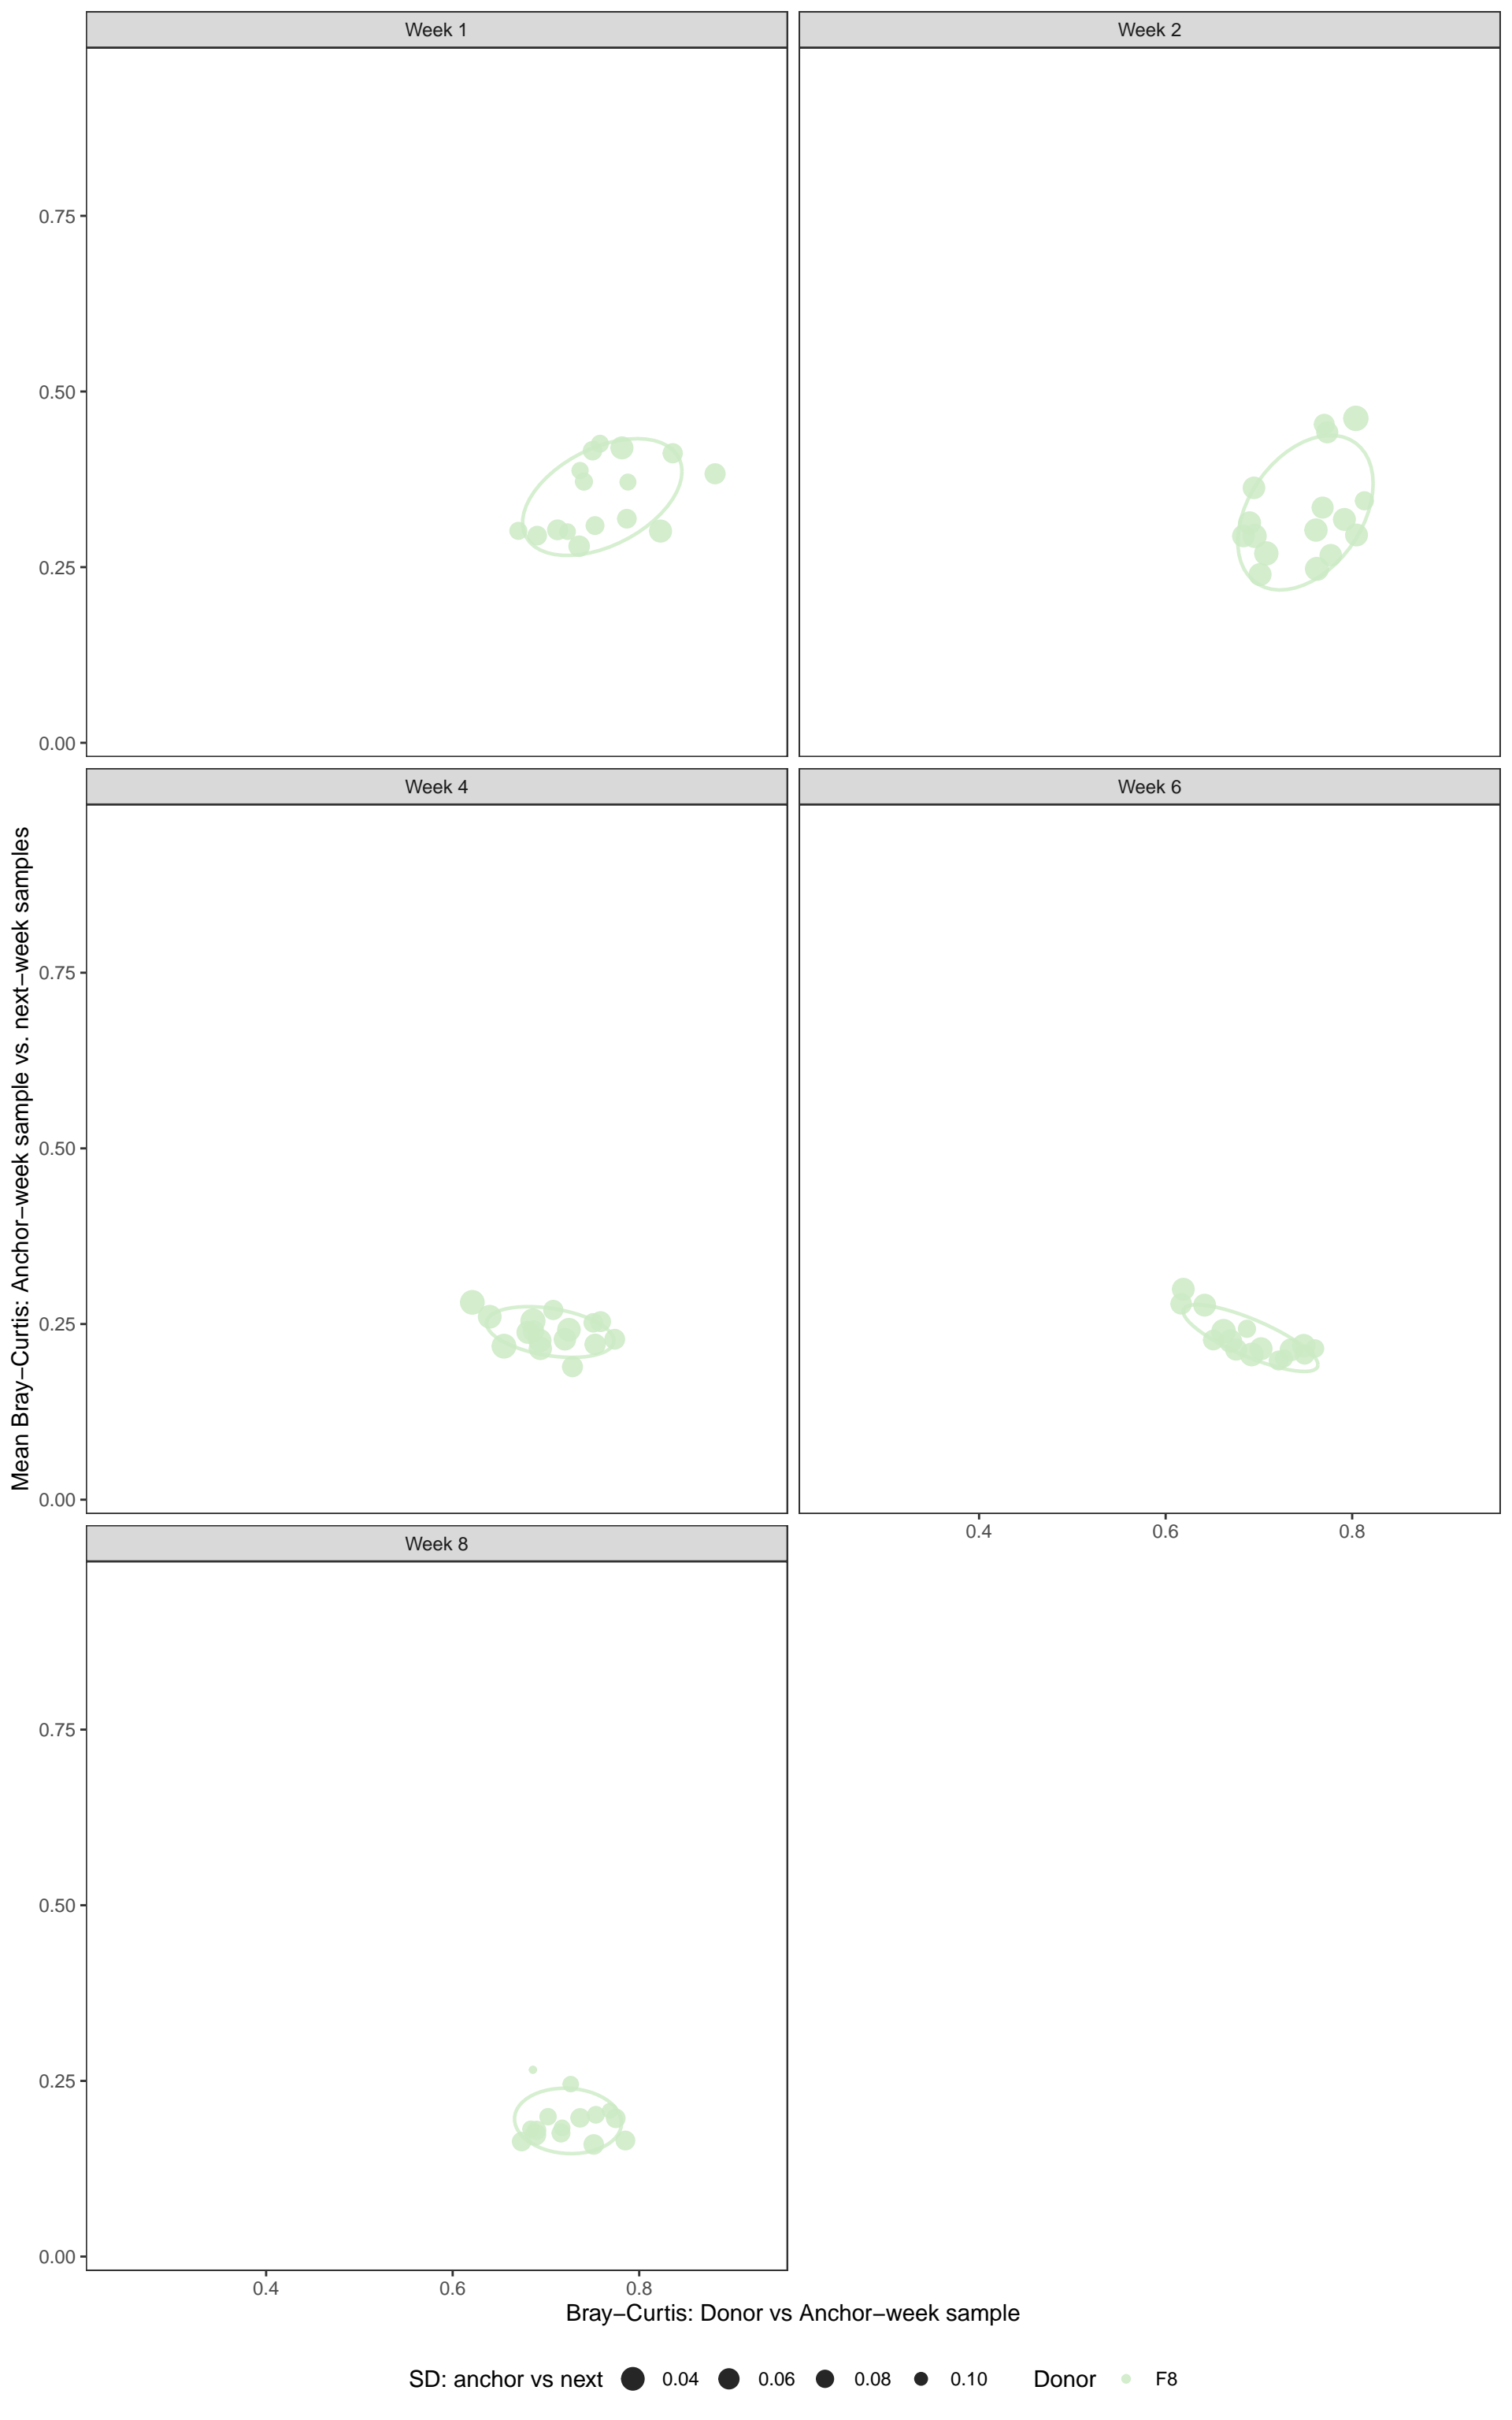 Week 1
Week 2
0.75
0.50
0.25
0.00
Week 4
Week 6
Mean Bray−Curtis: Anchor−week sample vs. next−week samples
0.75
0.50
0.25
0.00
0.4 0.6 0.8
Week 8
0.75
0.50
0.25
0.00
0.4 0.6 0.8
Bray−Curtis: Donor vs Anchor−week sample
SD: anchor vs next 0.04 0.06 0.08 0.10 Donor F8